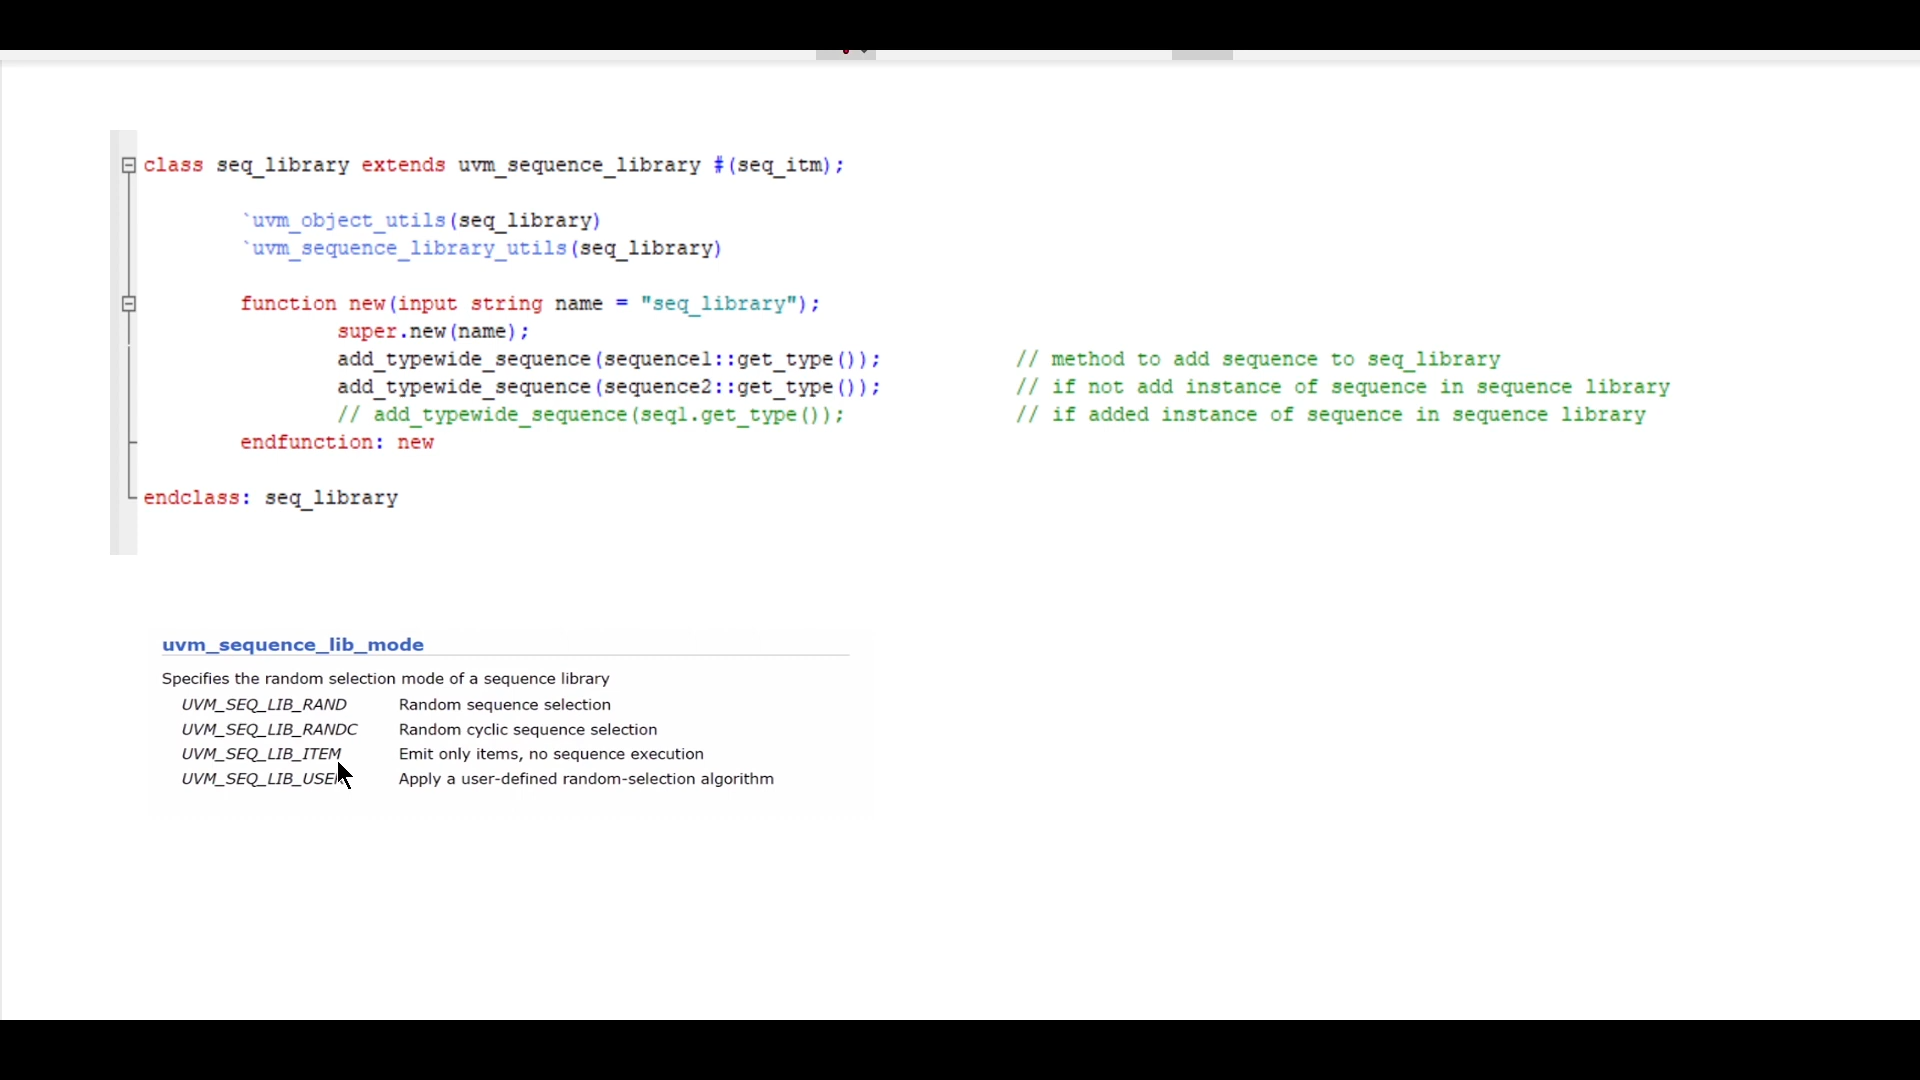 class seq_library extends uvm_sequence_library #(seq_itm);
`uvm_object_utils(seq_library)
`uvm_sequence_library_utils(seq_library)
function new(input string name = "seq_library");
super.new(name);
add_typewide_sequence(sequence1::get_type()); // method to add sequence to seq_library
add_typewide_sequence(sequence2::get_type()); // if not add instance of sequence in sequence library
// add_typewide_sequence(seq1.get_type()); // if added instance of sequence in sequence library
endfunction: new
endclass: seq_library
uvm_sequence_lib_mode
Specifies the random selection mode of a sequence library
UVM_SEQ_LIB_RAND Random sequence selection
UVM_SEQ_LIB_RANDC Random cyclic sequence selection
UVM_SEQ_LIB_ITEM Emit only items, no sequence execution
UVM_SEQ_LIB_USER Apply a user-defined random-selection algorithm